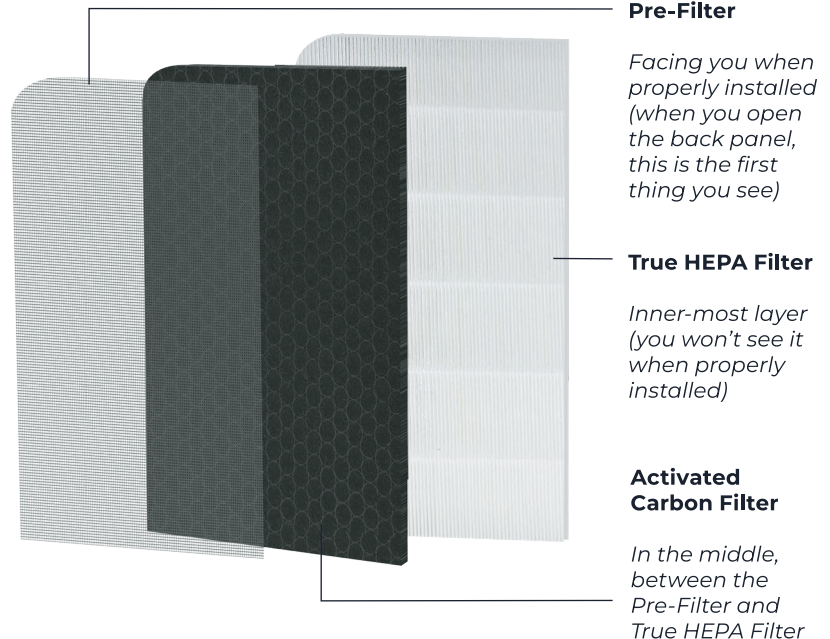 Pre-Filter
Facing you when
properly installed
(when you open
the back panel,
this is the first
thing you see)
True HEPA Filter
Inner-most layer
(you won’t see it
when properly
installed)
Activated
Carbon Filter
In the middle,
between the
Pre-Filter and
True HEPA Filter